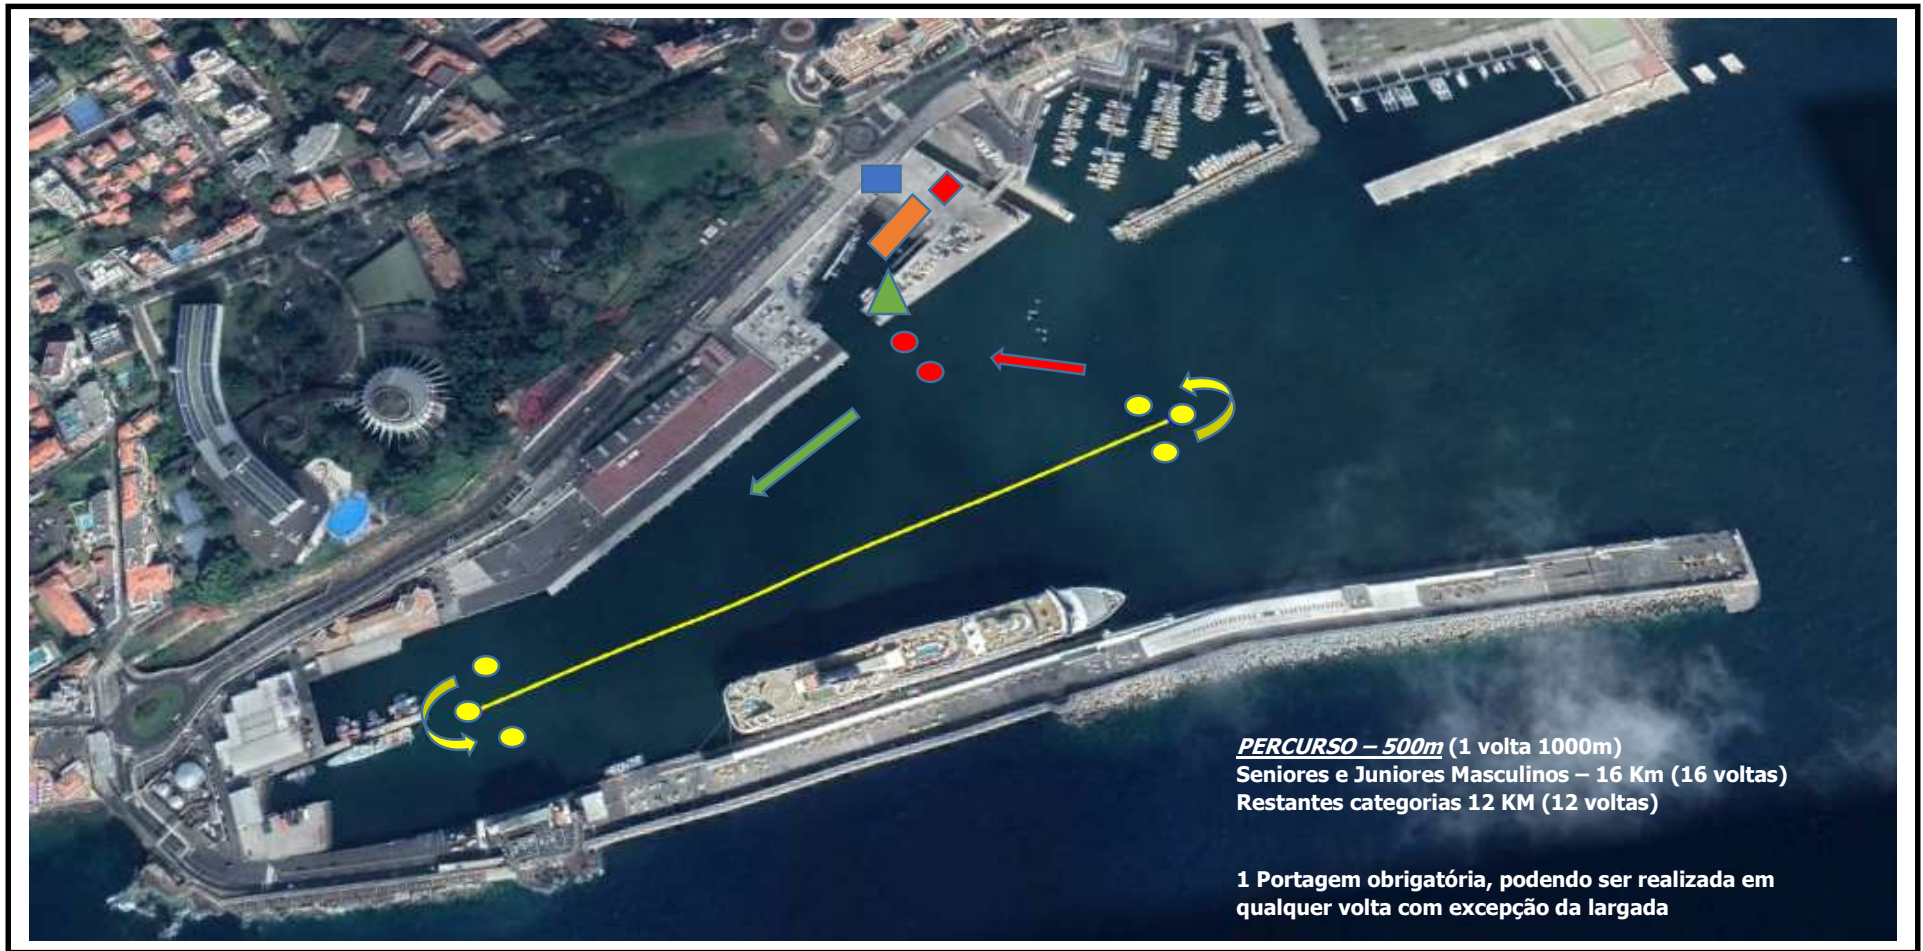 PERCURSO – 500m (1 volta 1000m)
Seniores e Juniores Masculinos – 16 Km (16 voltas)
Restantes categorias 12 KM (12 voltas)
1 Portagem obrigatória, podendo ser realizada em
qualquer volta com excepção da largada